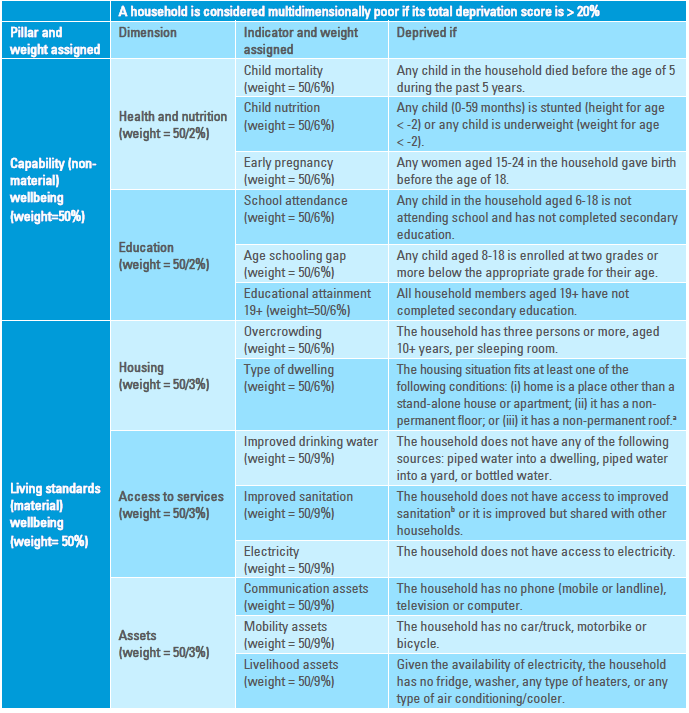 A household is considered multidimensionally poor if its total deprivation score is > 20%
Pillar and
weight assigned
Dimension
Indicator and weight
assigned
Deprived if
Capability (non-
material)
wellbeing
(weight=50%)
Health and nutrition
(weight = 50/2%)
Child mortality
(weight = 50/6%)
Any child in the household died before the age of 5
during the past 5 years.
Child nutrition
(weight = 50/6%)
Any child (0-59 months) is stunted (height for age
< -2) or any child is underweight (weight for age
< -2).
Early pregnancy
(weight = 50/6%)
Any women aged 15-24 in the household gave birth
before the age of 18.
Education
(weight = 50/2%)
School attendance
(weight = 50/6%)
Any child in the household aged 6-18 is not
attending school and has not completed secondary
education.
Age schooling gap
(weight = 50/6%)
Any child aged 8-18 is enrolled at two grades or
more below the appropriate grade for their age.
Educational attainment
19+ (weight=50/6%)
All household members aged 19+ have not
completed secondary education.
Living standards
(material)
wellbeing
(weight= 50%)
Housing
(weight = 50/3%)
Overcrowding
(weight = 50/6%)
The household has three persons or more, aged
10+ years, per sleeping room.
Type of dwelling
(weight = 50/6%)
The housing situation fits at least one of the
following conditions: (i) home is a place other than a
stand-alone house or apartment; (ii) it has a non-
permanent floor; or (iii) it has a non-permanent roof.ª
Access to services
(weight = 50/3%)
Improved drinking water
(weight = 50/9%)
The household does not have any of the following
sources: piped water into a dwelling, piped water
into a yard, or bottled water.
Improved sanitation
(weight = 50/9%)
The household does not have access to improved
sanitationᵇ or it is improved but shared with other
households.
Electricity
(weight = 50/9%)
The household does not have access to electricity.
Assets
(weight = 50/3%)
Communication assets
(weight = 50/9%)
The household has no phone (mobile or landline),
television or computer.
Mobility assets
(weight = 50/9%)
The household has no car/truck, motorbike or
bicycle.
Livelihood assets
(weight = 50/9%)
Given the availability of electricity, the household
has no fridge, washer, any type of heaters, or any
type of air conditioning/cooler.